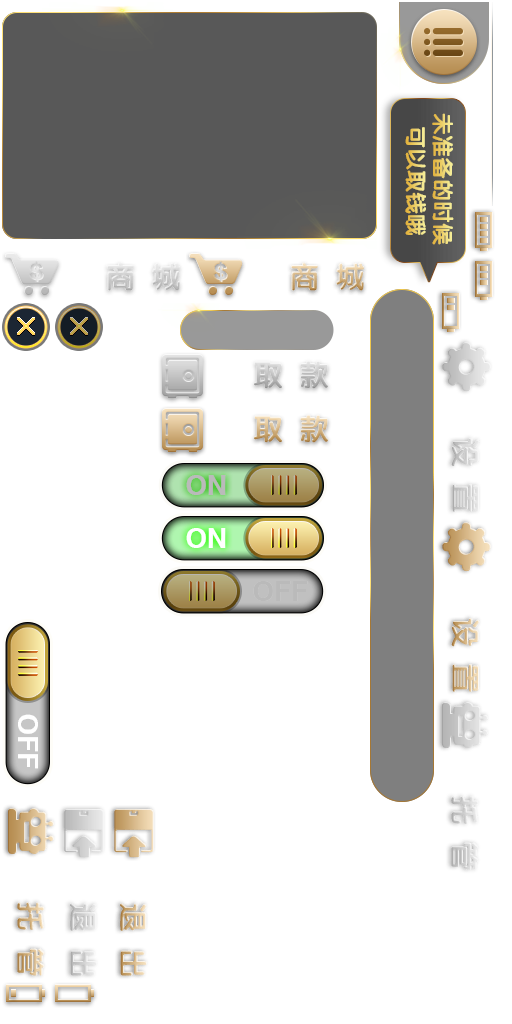 未准备的时候
可以取钱哦
商 城
商 城
取 款
取 款
ON
ON
OFF
设 置
设 置
托 管
OFF
托 管
退 出
退 出